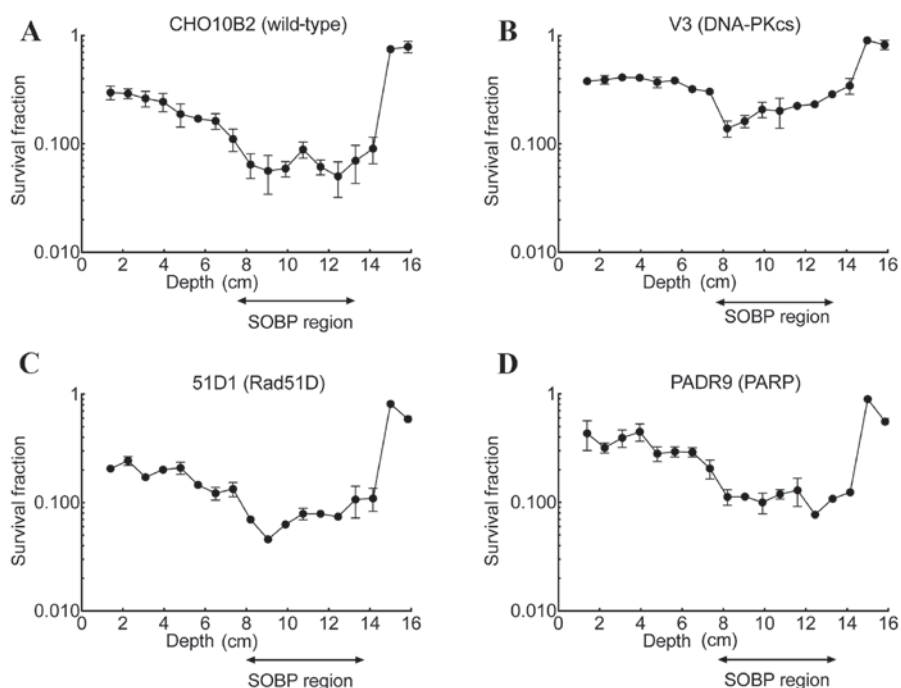 A
CHO10B2 (wild-type)
Survival fraction
1
0.100
0.010
0 2 4 6 8 10 12 14 16
Depth (cm)
SOBP region
B
V3 (DNA-PKcs)
Survival fraction
1
0.100
0.010
0 2 4 6 8 10 12 14 16
Depth (cm)
SOBP region
C
51D1 (Rad51D)
Survival fraction
1
0.100
0.010
0 2 4 6 8 10 12 14 16
Depth (cm)
SOBP region
D
PADR9 (PARP)
Survival fraction
1
0.100
0.010
0 2 4 6 8 10 12 14 16
Depth (cm)
SOBP region